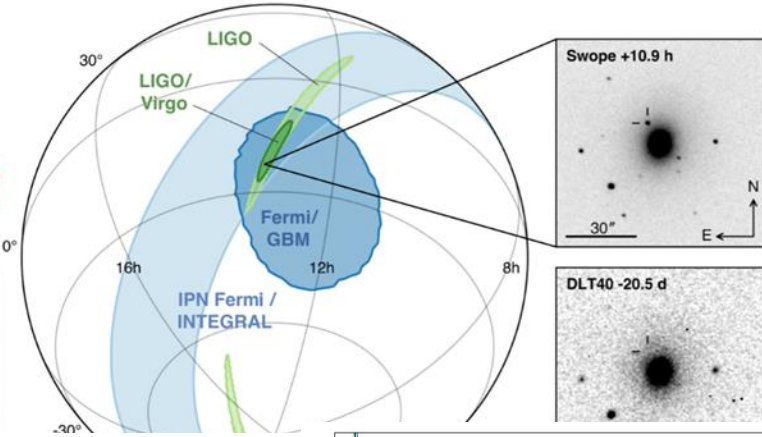 LIGO
30°
LIGO/
Virgo
Swope +10.9 h
N
30″
E
Fermi/
GBM
0°
16h
12h
8h
IPN Fermi /
INTEGRAL
DLT40 -20.5 d
-30°